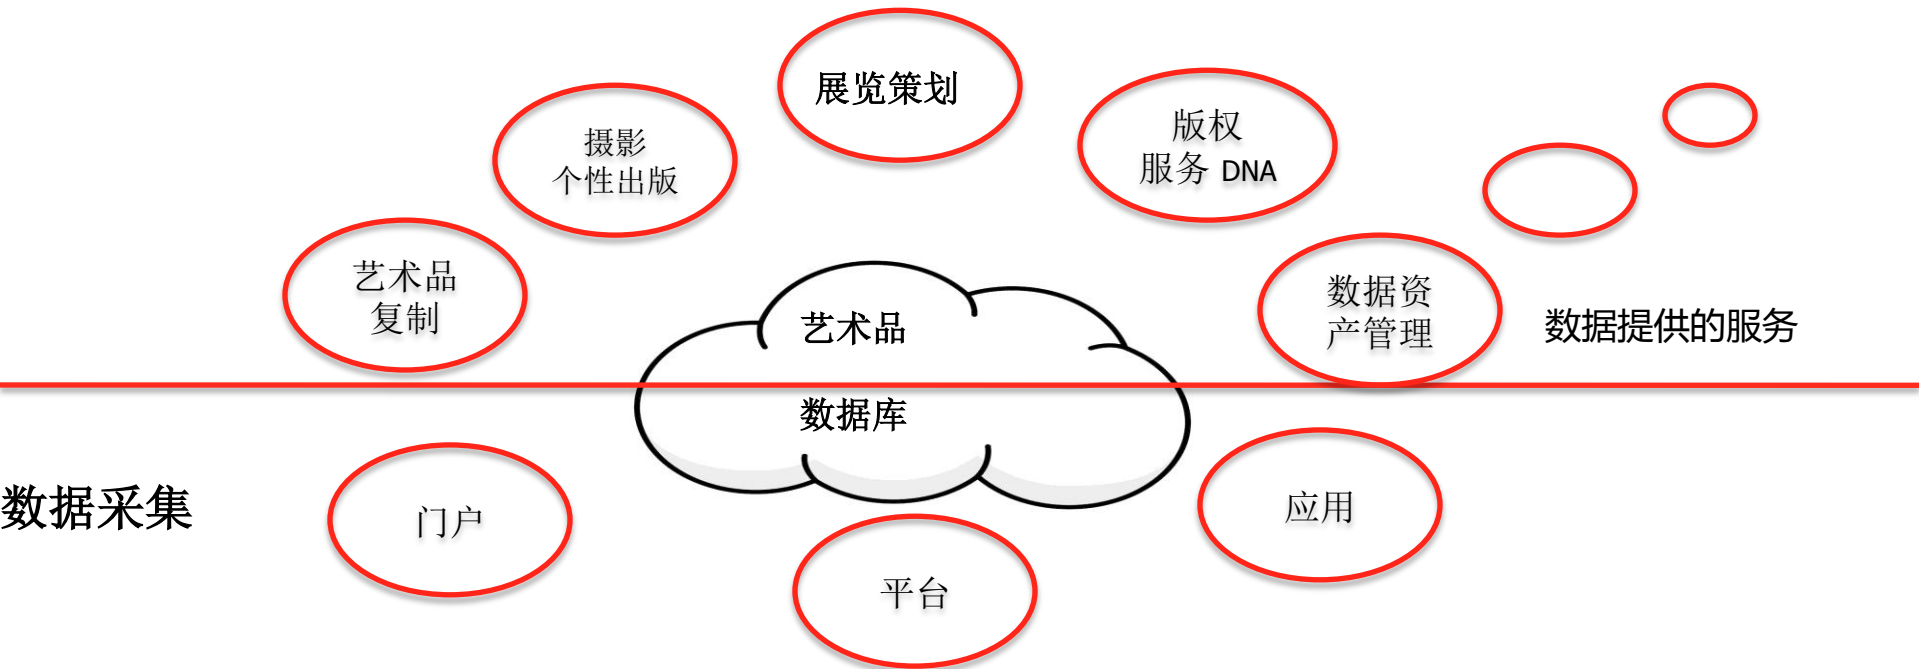 展览策划
摄影
个性出版
版权
服务 DNA
艺术品
复制
数据资
产管理
艺术品
数据提供的服务
数据库
数据采集
门户
应用
平台